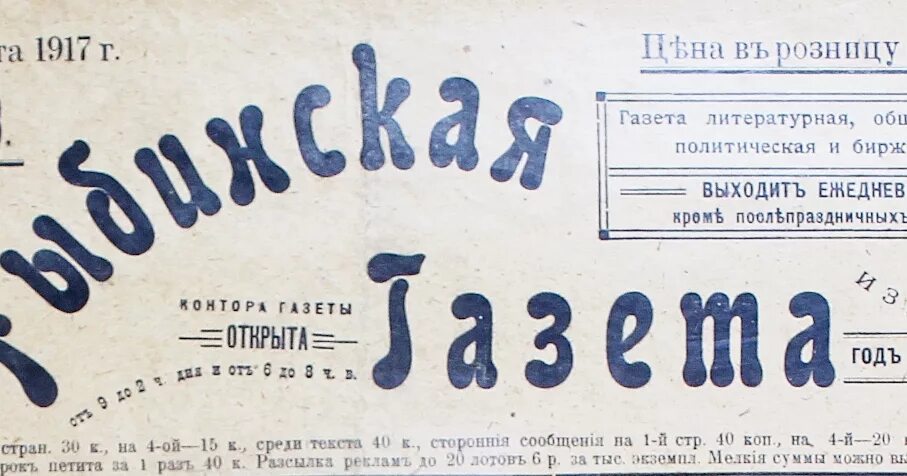 та 1917 г.
Цѣна въ розницу
Рыбинская
Газета литературная, общ
политическая и бирж
ВЫХОДИТЪ ЕЖЕДНЕВ
кромѣ послѣпраздничныхъ
Газета
КОНТОРА ГАЗЕТЫ
ОТКРЫТА
отъ 9 до 2 ч. дня и отъ 6 до 8 ч. в.
ИЗ
ГОДЪ
стран. 30 к., на 4-ой—15 к., среди текста 40 к., стороннія сообщенія на 1-й стр. 40 коп., на 4-й—20
рокъ петита за 1 разъ 40 к. Разсылка рекламъ до 20 лотовъ 6 р. за тыс. экземпл. Мелкія суммы можно вы